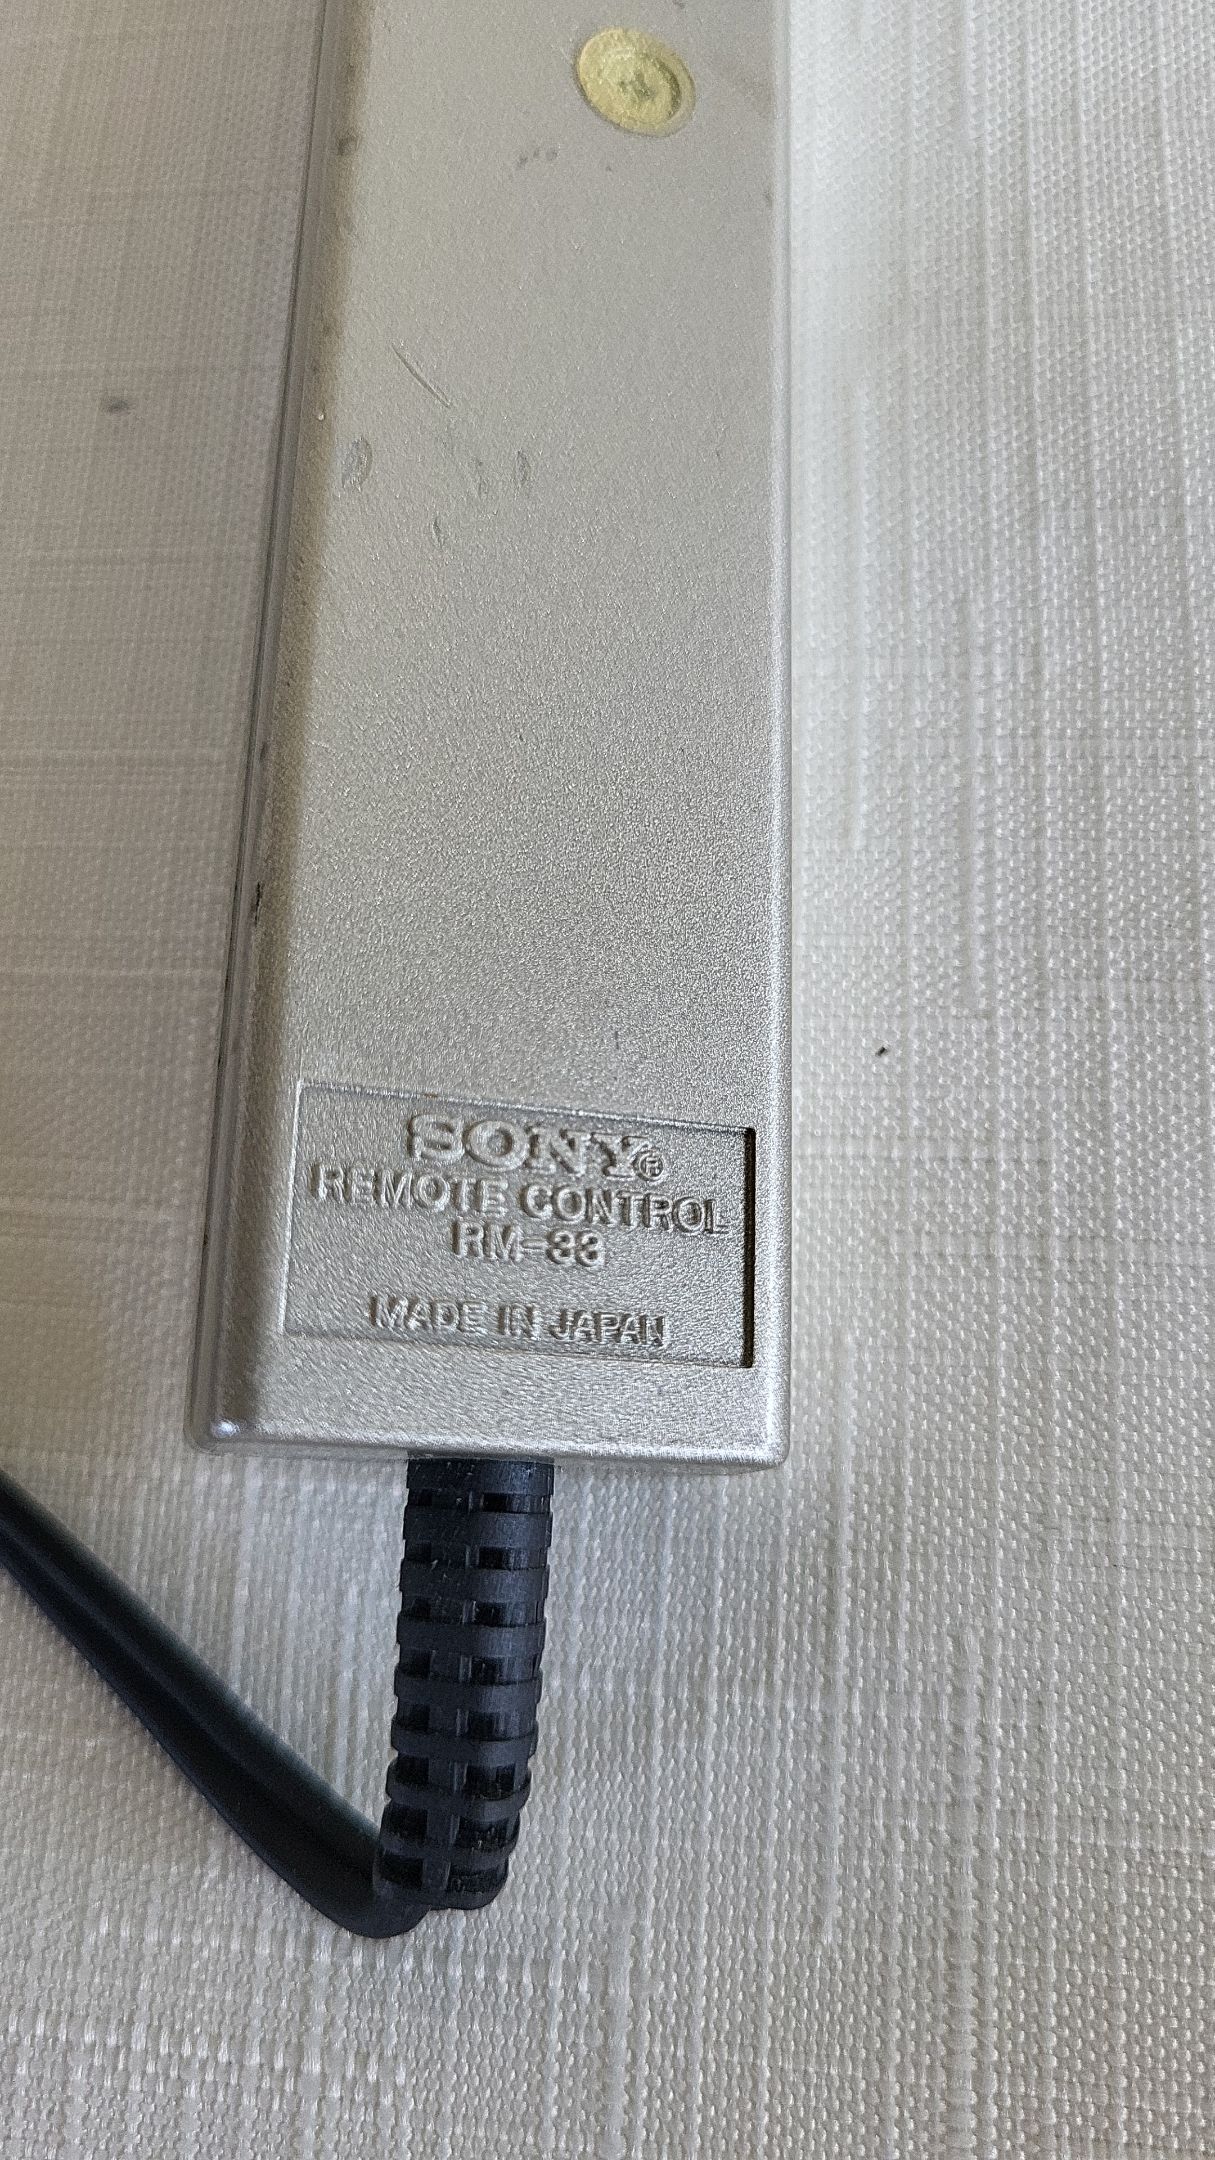 SONY®
REMOTE CONTROL
RM-33
MADE IN JAPAN